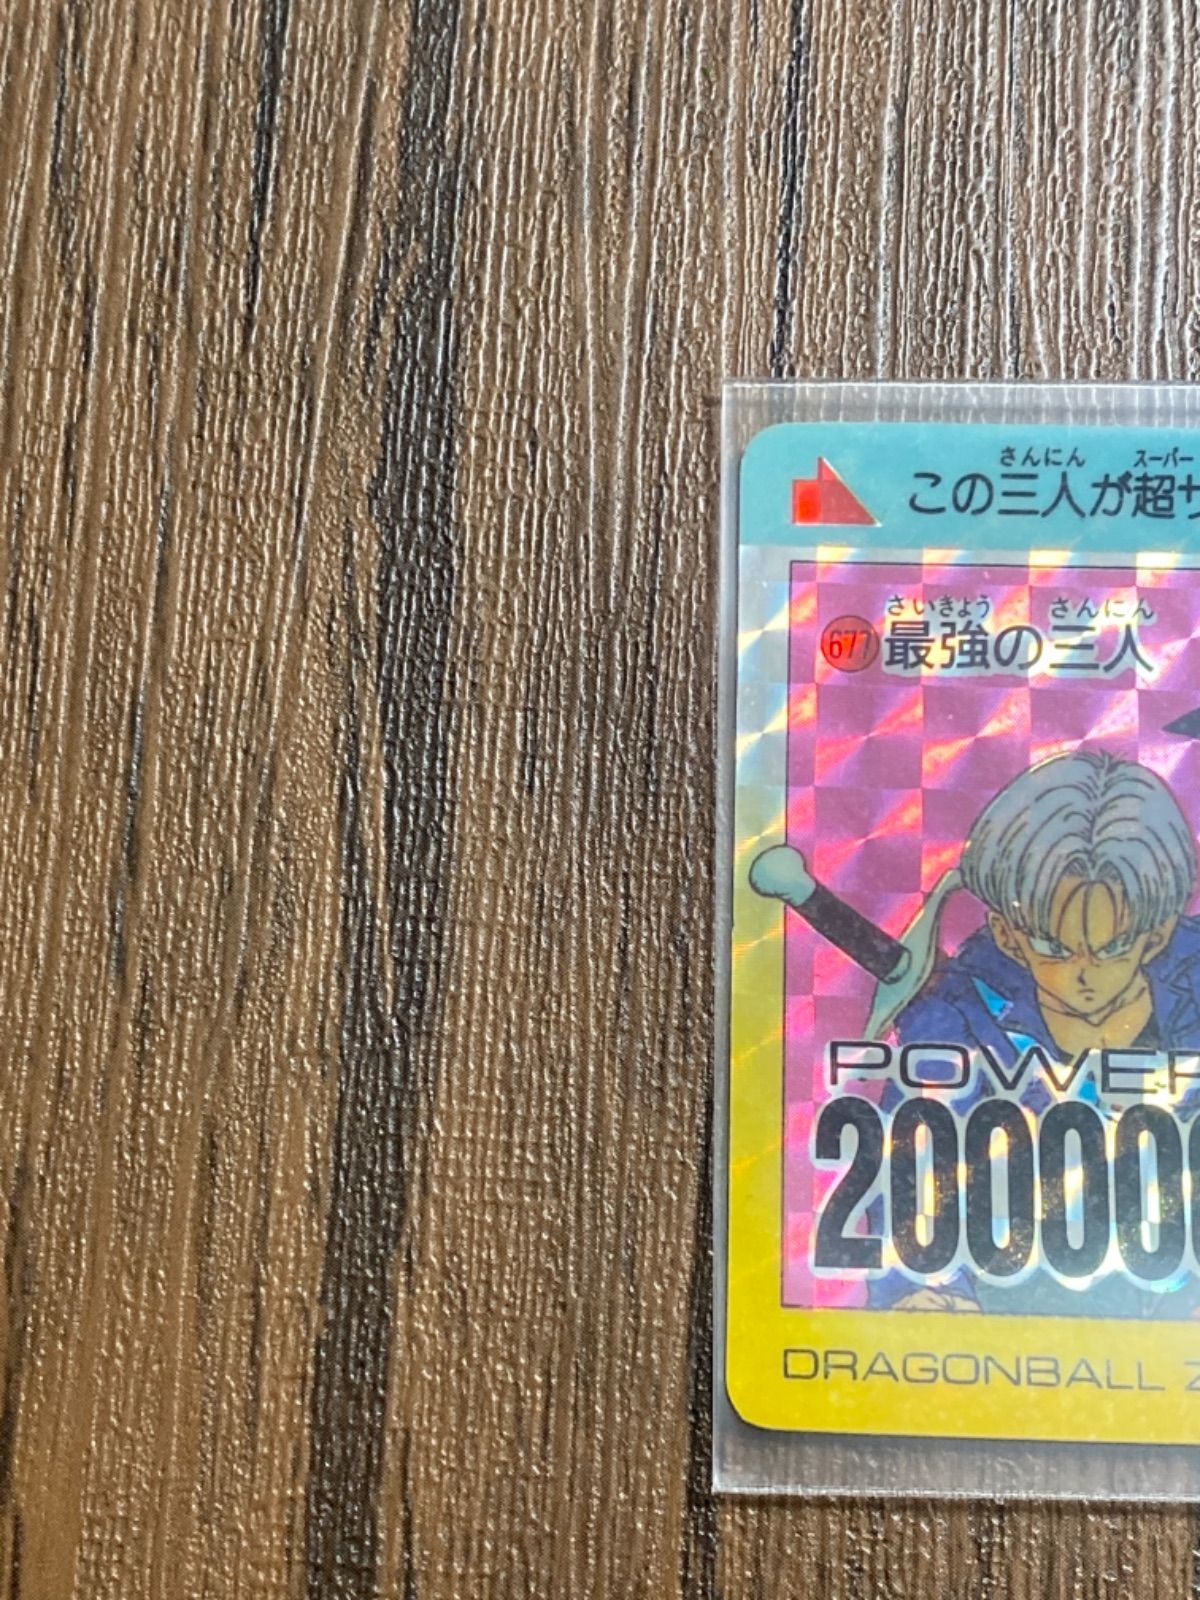 さんにん スーパー
この三人が超サ
さいきょう さんにん
677 最強の三人
POWER
20000
DRAGONBALL Z